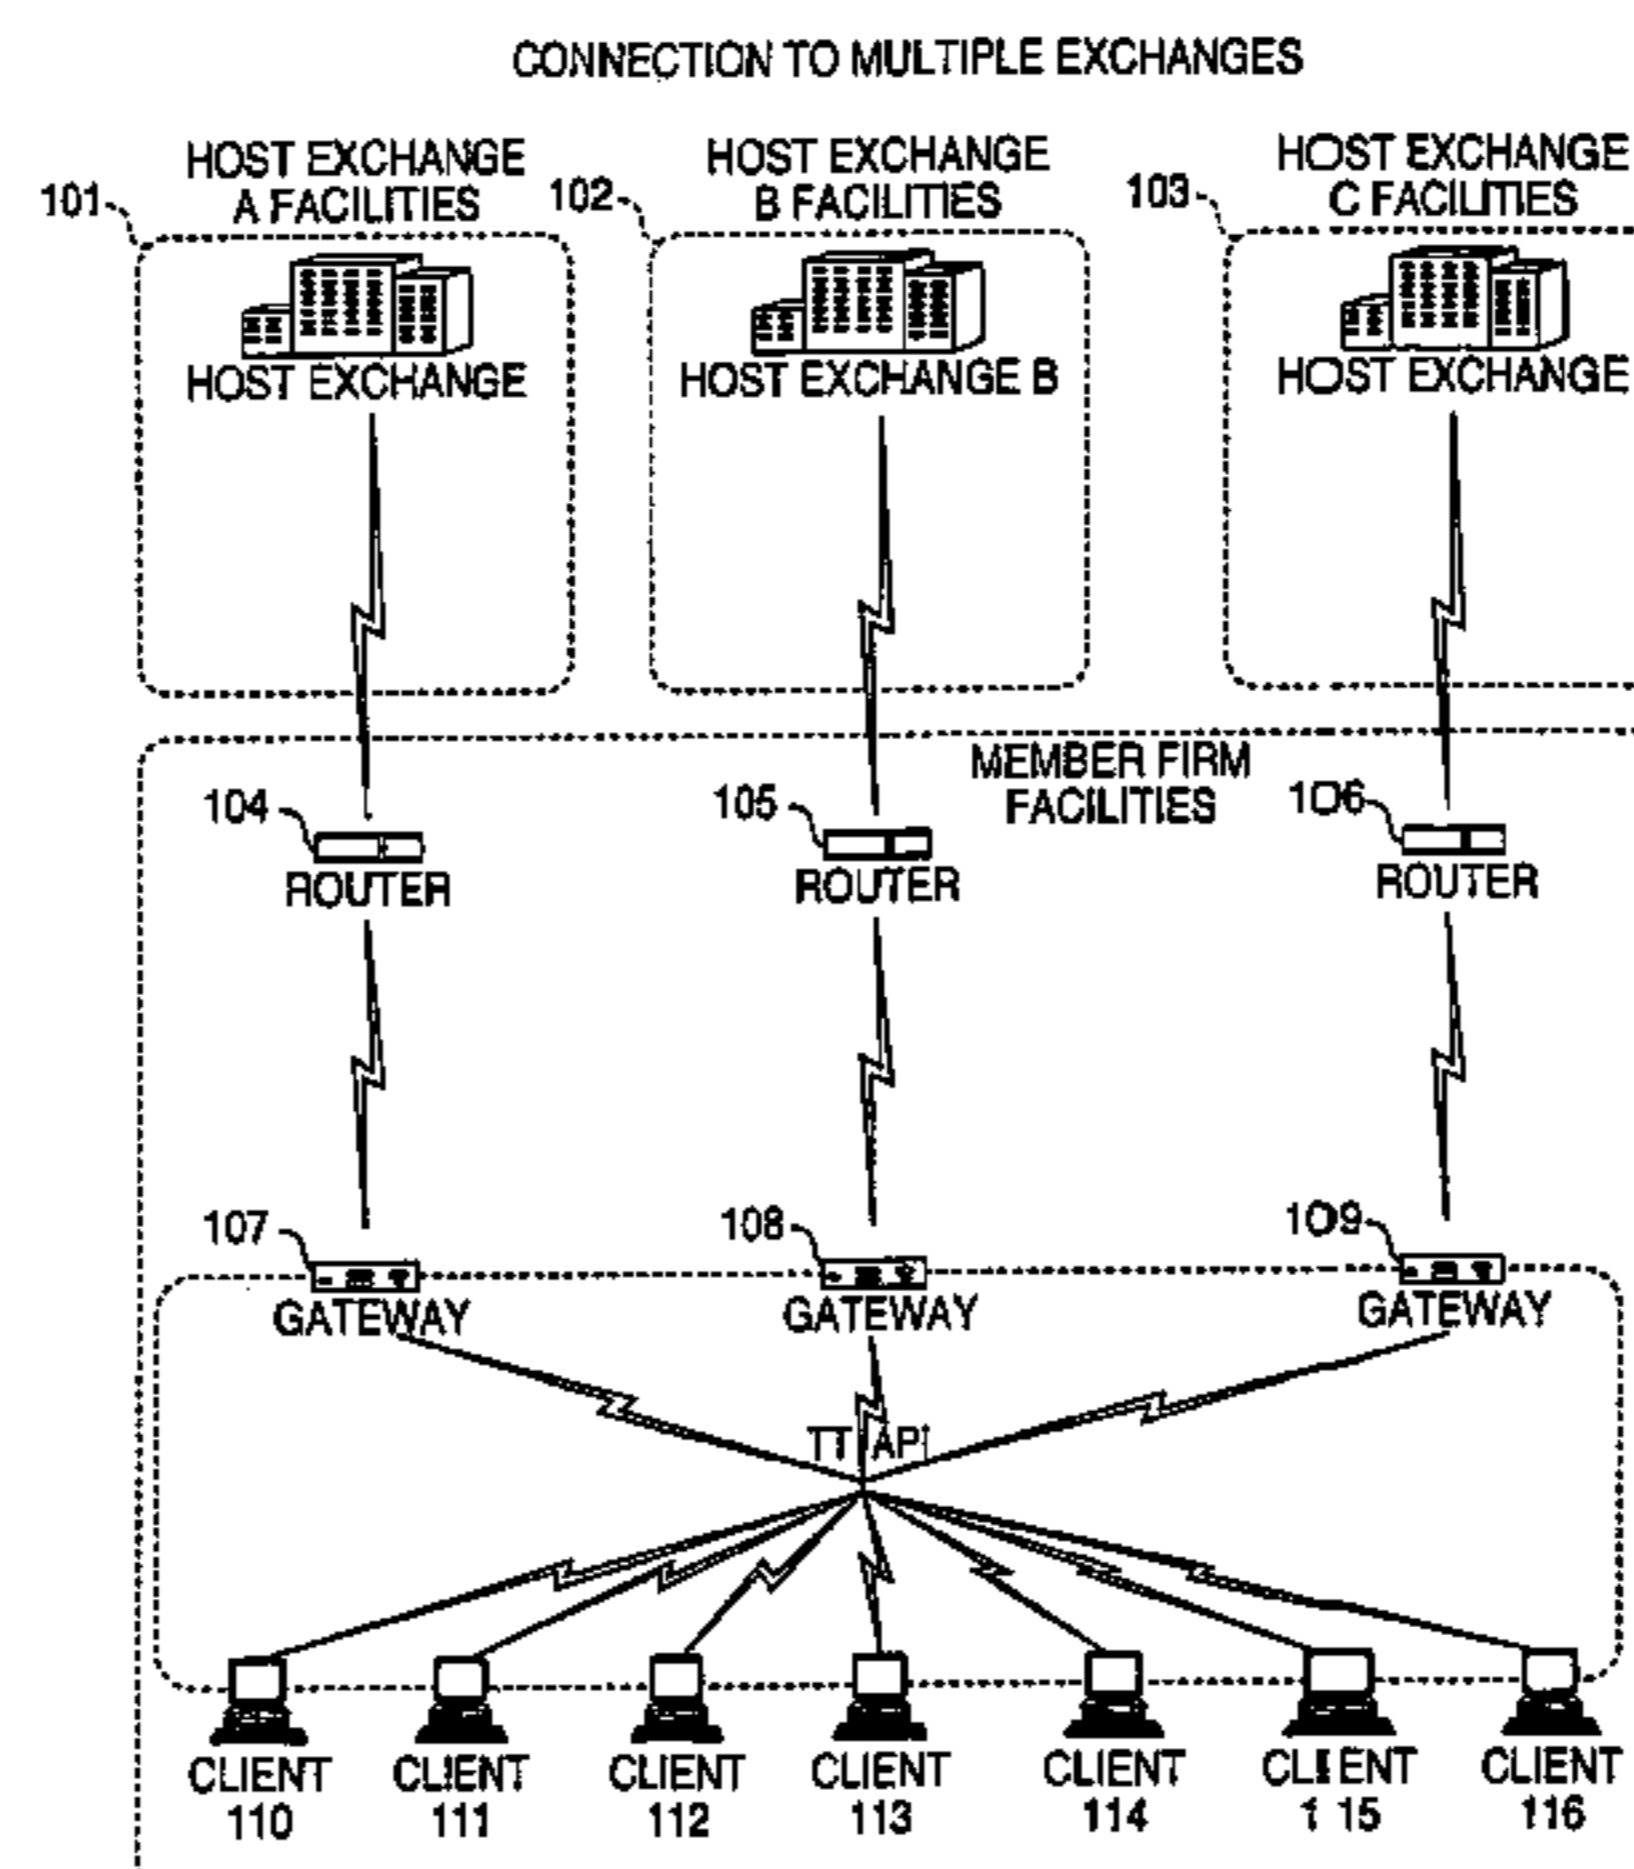 CONNECTION TO MULTIPLE EXCHANGES
HOST EXCHANGE
A FACILITIES
101
HOST EXCHANGE
B FACILITIES
102
HOST EXCHANGE
C FACILITIES
103
HOST EXCHANGE
HOST EXCHANGE B
HOST EXCHANGE
MEMBER FIRM
FACILITIES
104
ROUTER
105
ROUTER
106
ROUTER
107
GATEWAY
108
GATEWAY
109
GATEWAY
TT API
CLIENT
110
CLIENT
111
CLIENT
112
CLIENT
113
CLIENT
114
CLIENT
115
CLIENT
116